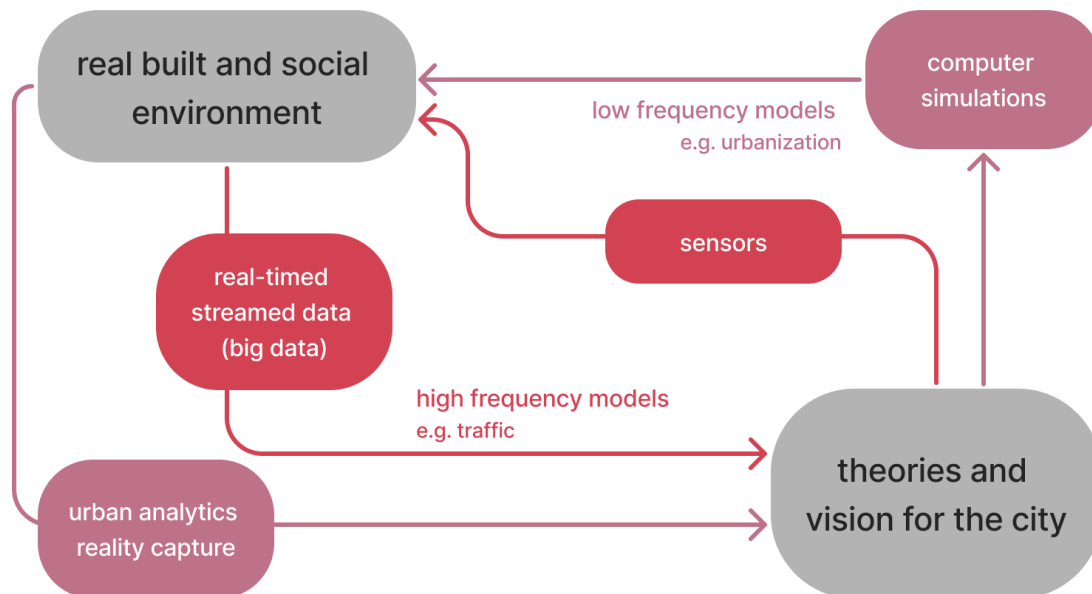 real built and social
environment
computer
simulations
low frequency models
e.g. urbanization
sensors
real-timed
streamed data
(big data)
high frequency models
e.g. traffic
theories and
vision for the city
urban analytics
reality capture